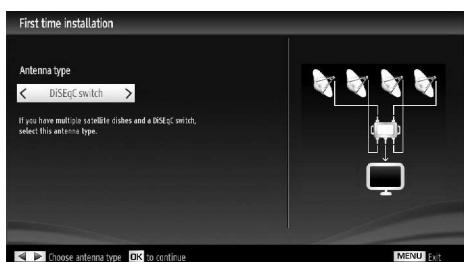 First time installation
Antenna type
DiSEqC switch
If you have multiple satellite dishes and a DiSEqC switch,
select this antenna type.
Choose antenna type OK to continue
MENU Exit